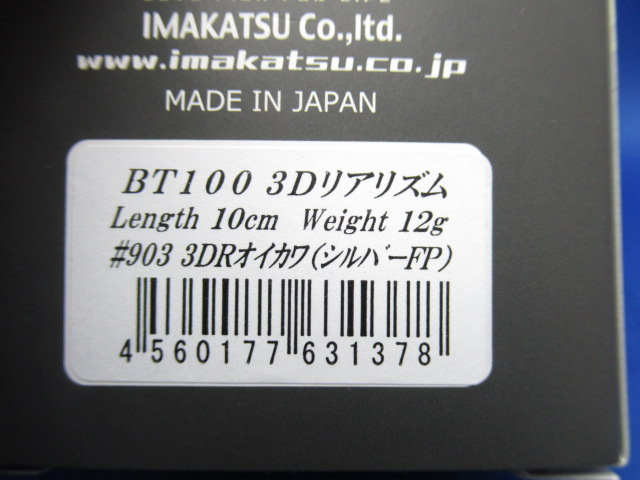 IMAKATSU Co.,ltd.
www.imakatsu.co.jp
MADE IN JAPAN
BT100 3Dリアリズム
Length 10cm Weight 12g
#903 3DRオイカワ(シルバーFP)
4 560177 631378